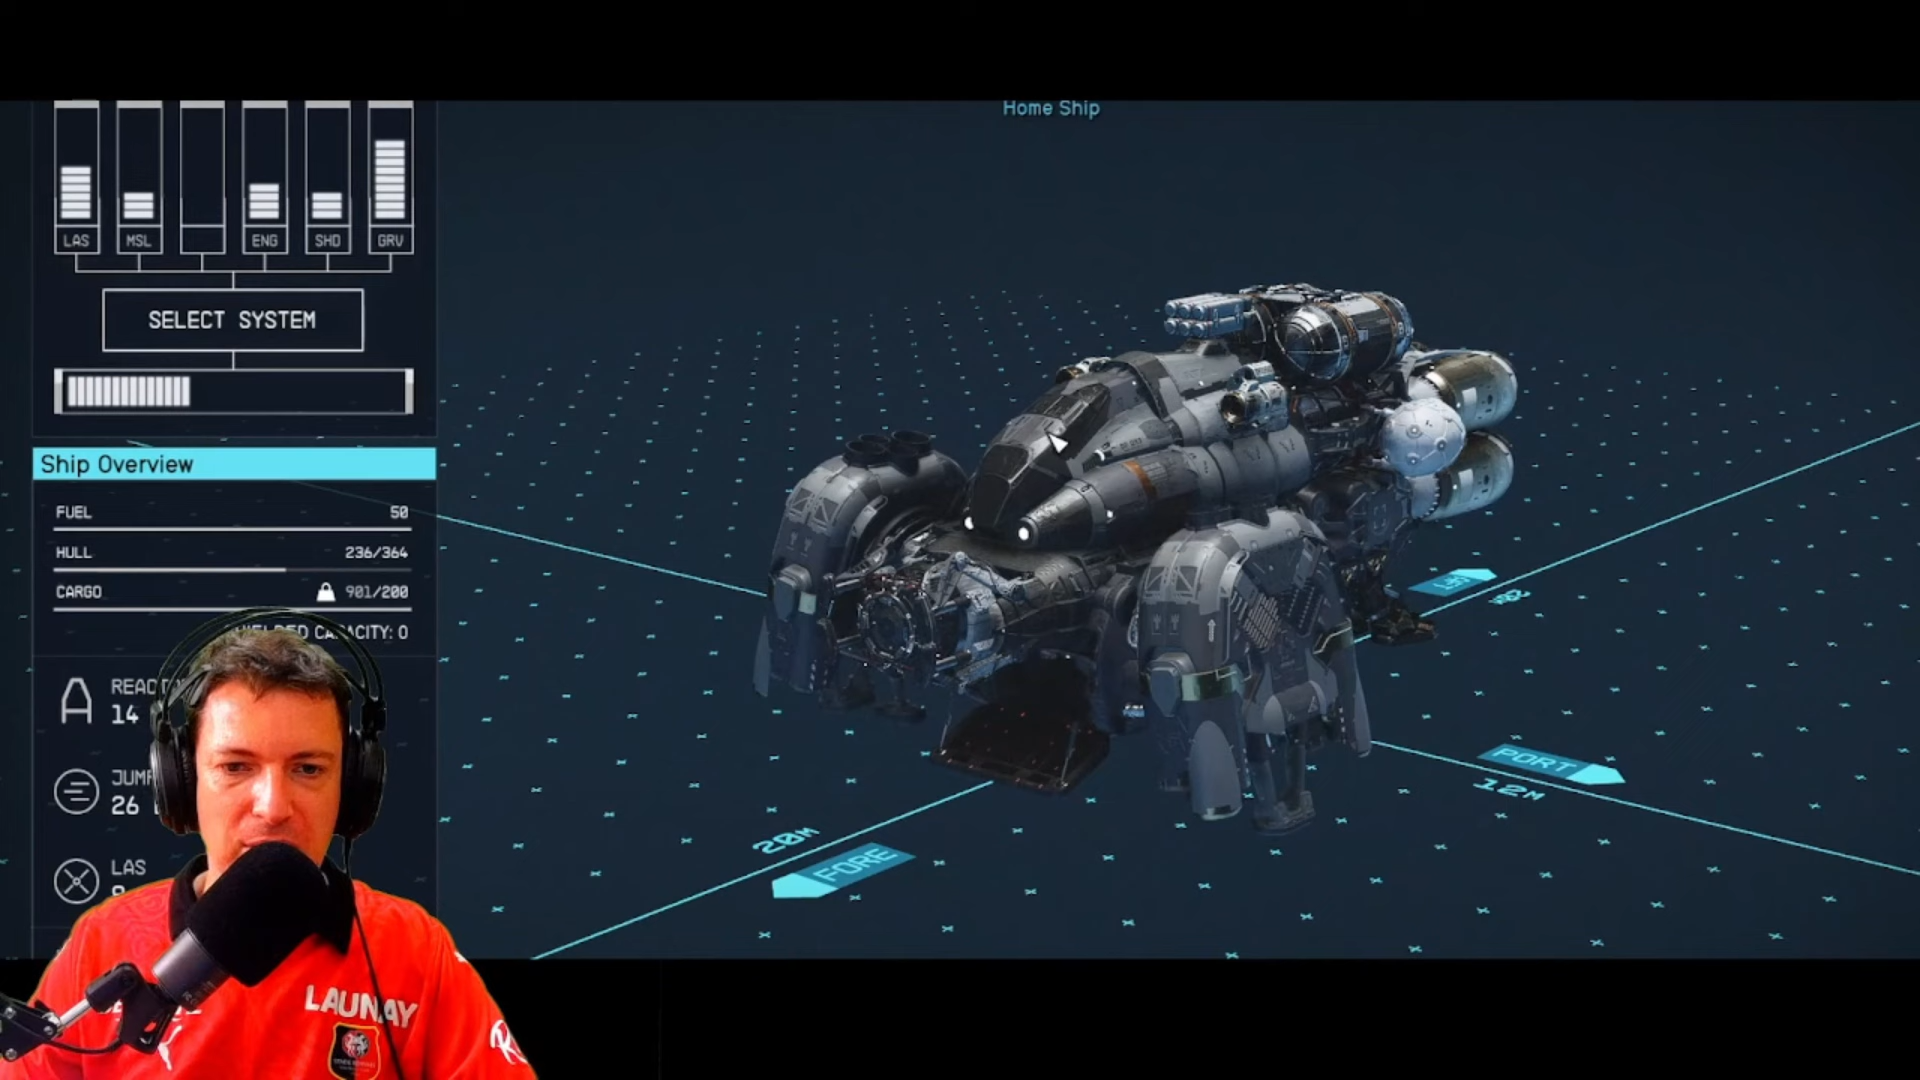 Home Ship
LAS MSL ENG SHD GRV
SELECT SYSTEM
Ship Overview
FUEL 50
HULL 236/364
CARGO 901/200
CAPACITY: 0
14
26
LAS
PORT
12M
20M
FORE
LAUNAY